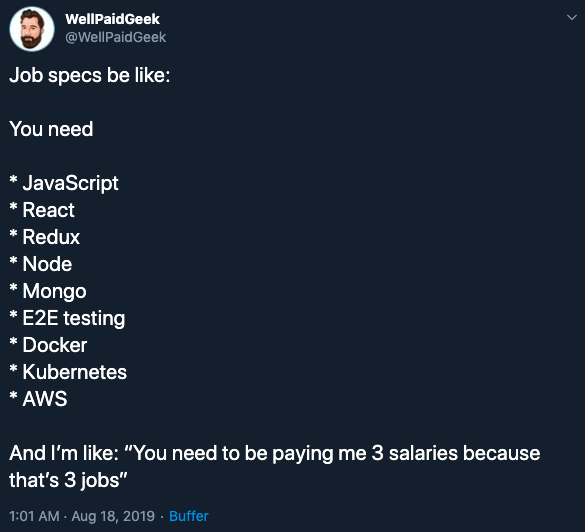 WellPaidGeek
@WellPaidGeek
Job specs be like:
You need
* JavaScript
* React
* Redux
* Node
* Mongo
* E2E testing
* Docker
* Kubernetes
* AWS
And I’m like: “You need to be paying me 3 salaries because
that’s 3 jobs”
1:01 AM · Aug 18, 2019 · Buffer